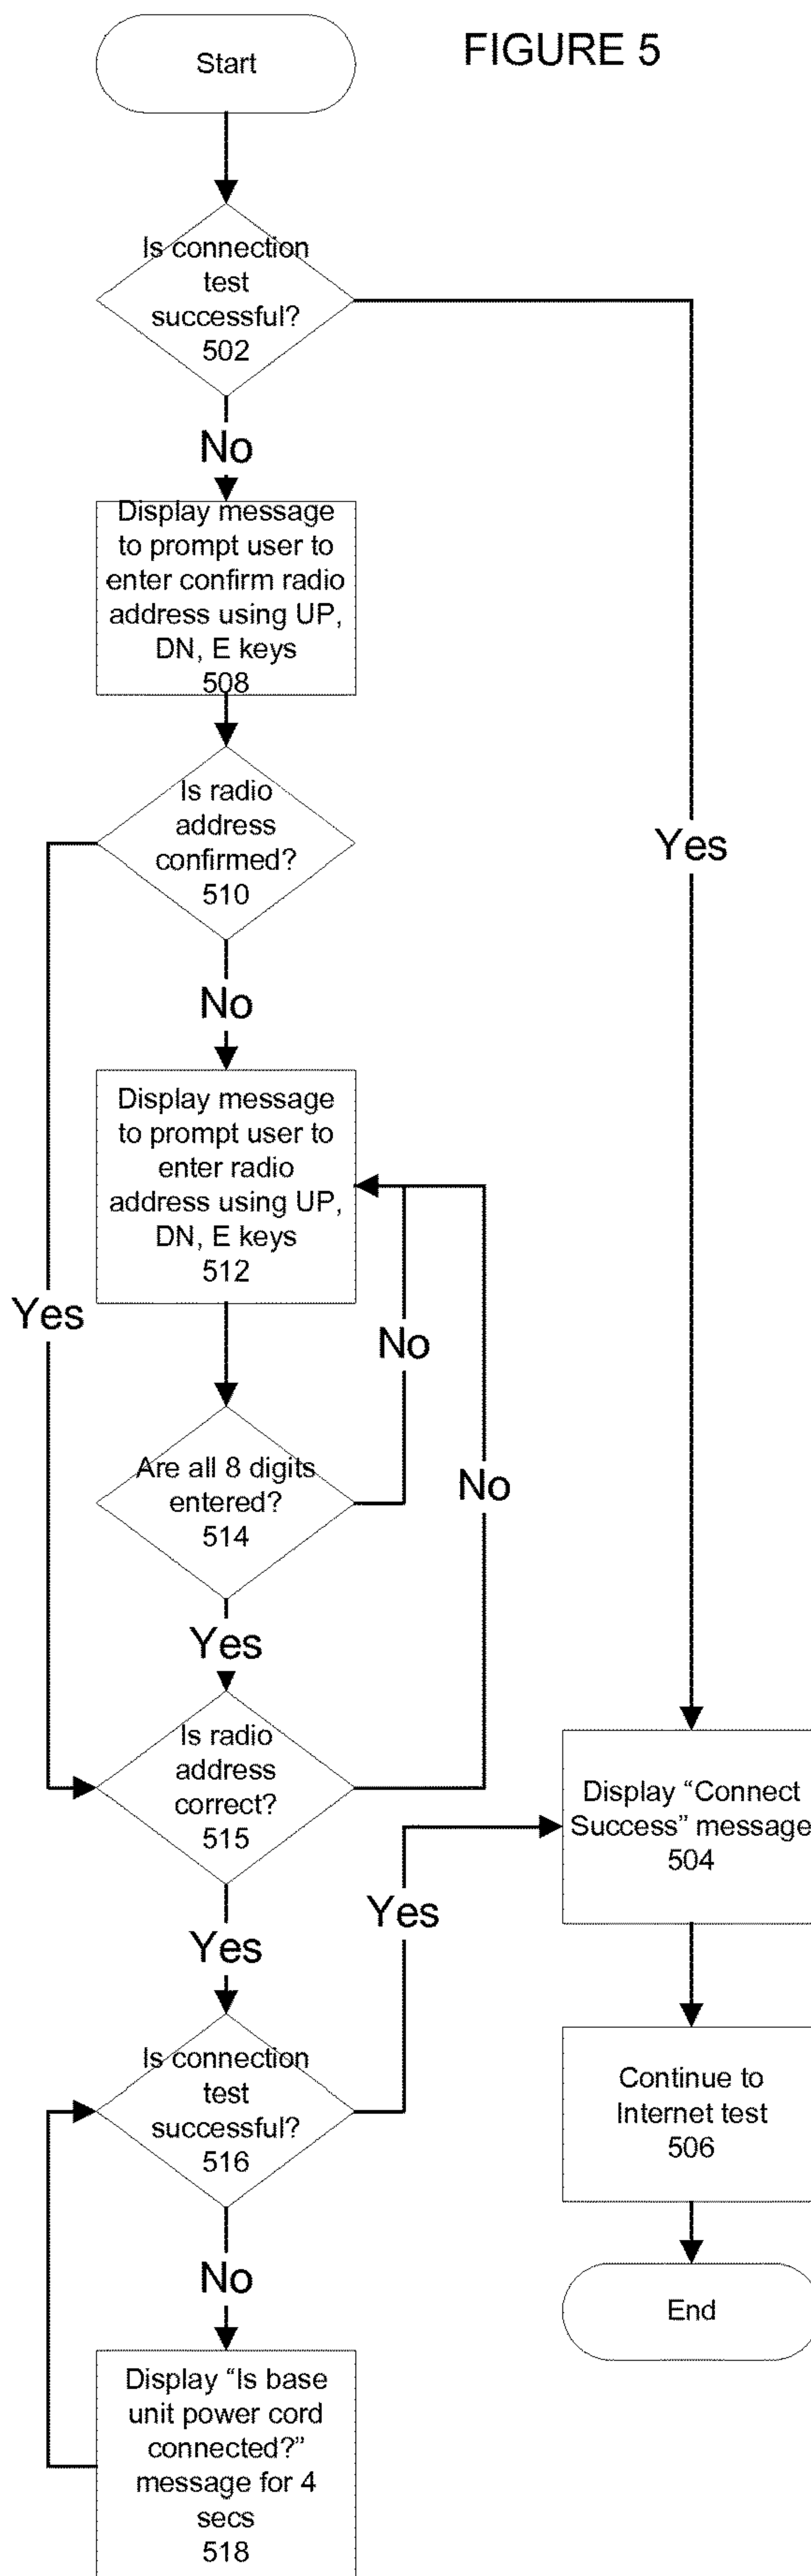 FIGURE 5
Start
Is connection
test
successful?
502
No
Display message
to prompt user to
enter confirm radio
address using UP,
DN, E keys
508
Is radio
address
confirmed?
510
Yes
No
Display message
to prompt user to
enter radio
address using UP,
DN, E keys
512
Yes
No
Are all 8 digits
entered?
514
No
Yes
Is radio
address
correct?
515
Display “Connect
Success” message
504
Yes
Yes
Is connection
test
successful?
516
Continue to
Internet test
506
No
End
Display “Is base
unit power cord
connected?”
message for 4
secs
518